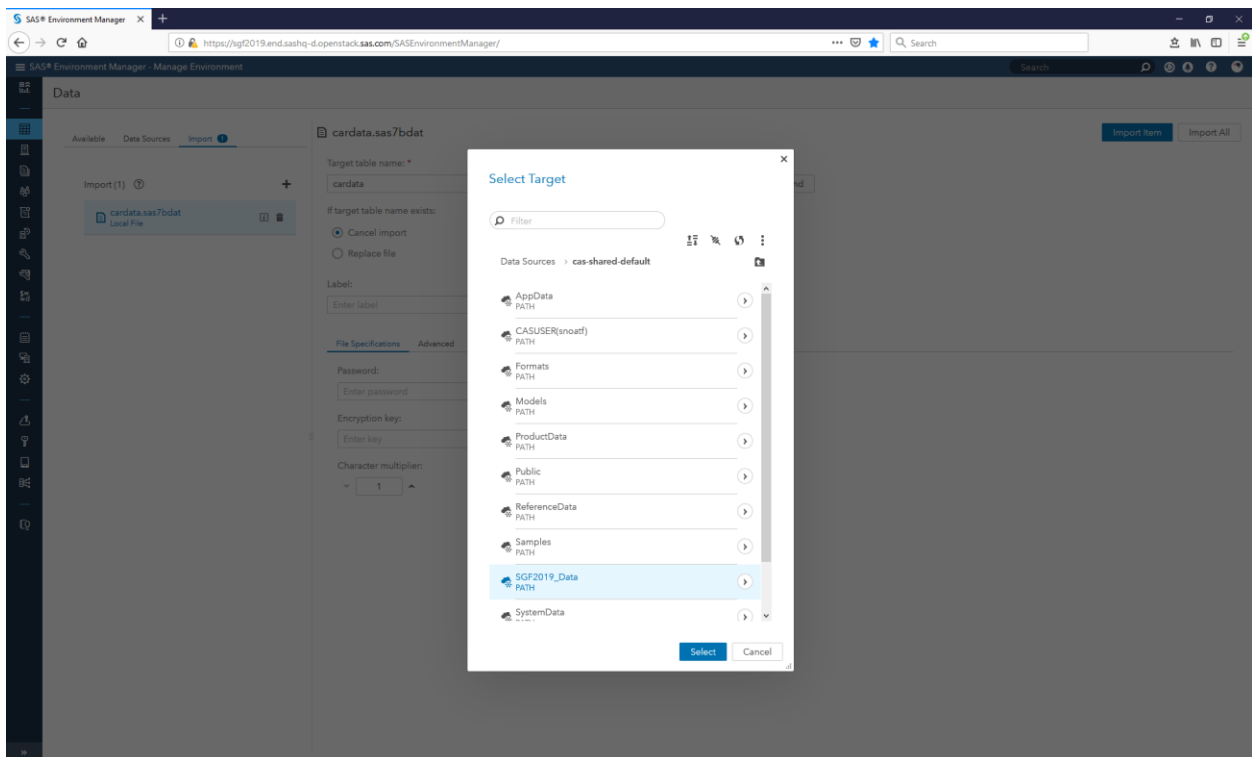 SAS® Environment Manager
https://sgf2019.end.sashq-d.openstack.sas.com/SASEnvironmentManager/
Search
SAS® Environment Manager - Manage Environment
Search
Data
Available Data Sources Import 1
cardata.sas7bdat
Import Item Import All
Target table name: *
Import (1)
cardata
nd
cardata.sas7bdat
Local File
If target table name exists:
Cancel import
Replace file
Label:
Enter label
File Specifications Advanced
Password:
Enter password
Encryption key:
Enter key
Character multiplier:
1
Select Target
Filter
Data Sources › cas-shared-default
AppData
PATH
CASUSER(snoatf)
PATH
Formats
PATH
Models
PATH
ProductData
PATH
Public
PATH
ReferenceData
PATH
Samples
PATH
SGF2019_Data
PATH
SystemData
Select Cancel